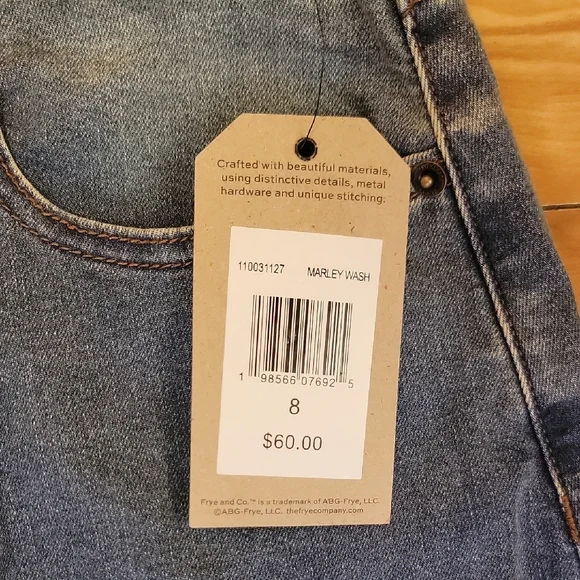 Crafted with beautiful materials,
using distinctive details, metal
hardware and unique stitching.
110031127 MARLEY WASH
1 98566 07692 5
8
$60.00
Frye and Co.™ is a trademark of ABG-Frye, LLC.
©ABG-Frye, LLC. thefryecompany.com